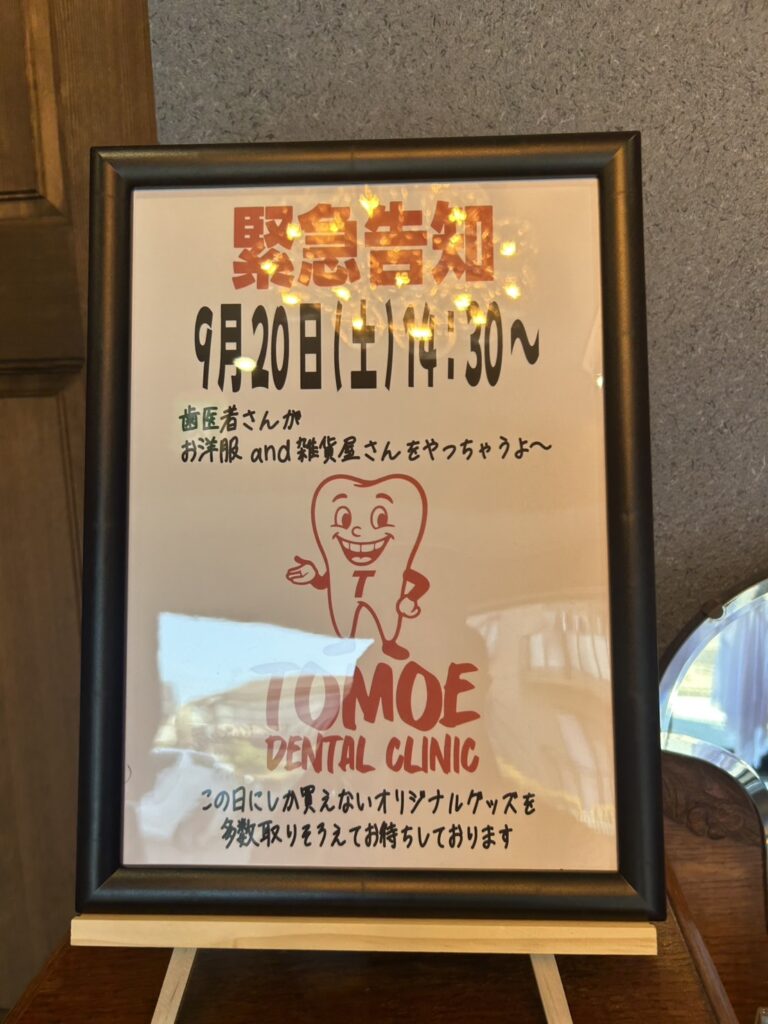 緊急告知
9月20日(土)14:30～
歯医者さんが
お洋服and雑貨屋さんをやっちゃうよ～
T
TOMOE
DENTAL CLINIC
この日にしか買えないオリジナルグッズを
多数取りそろえてお待ちしております